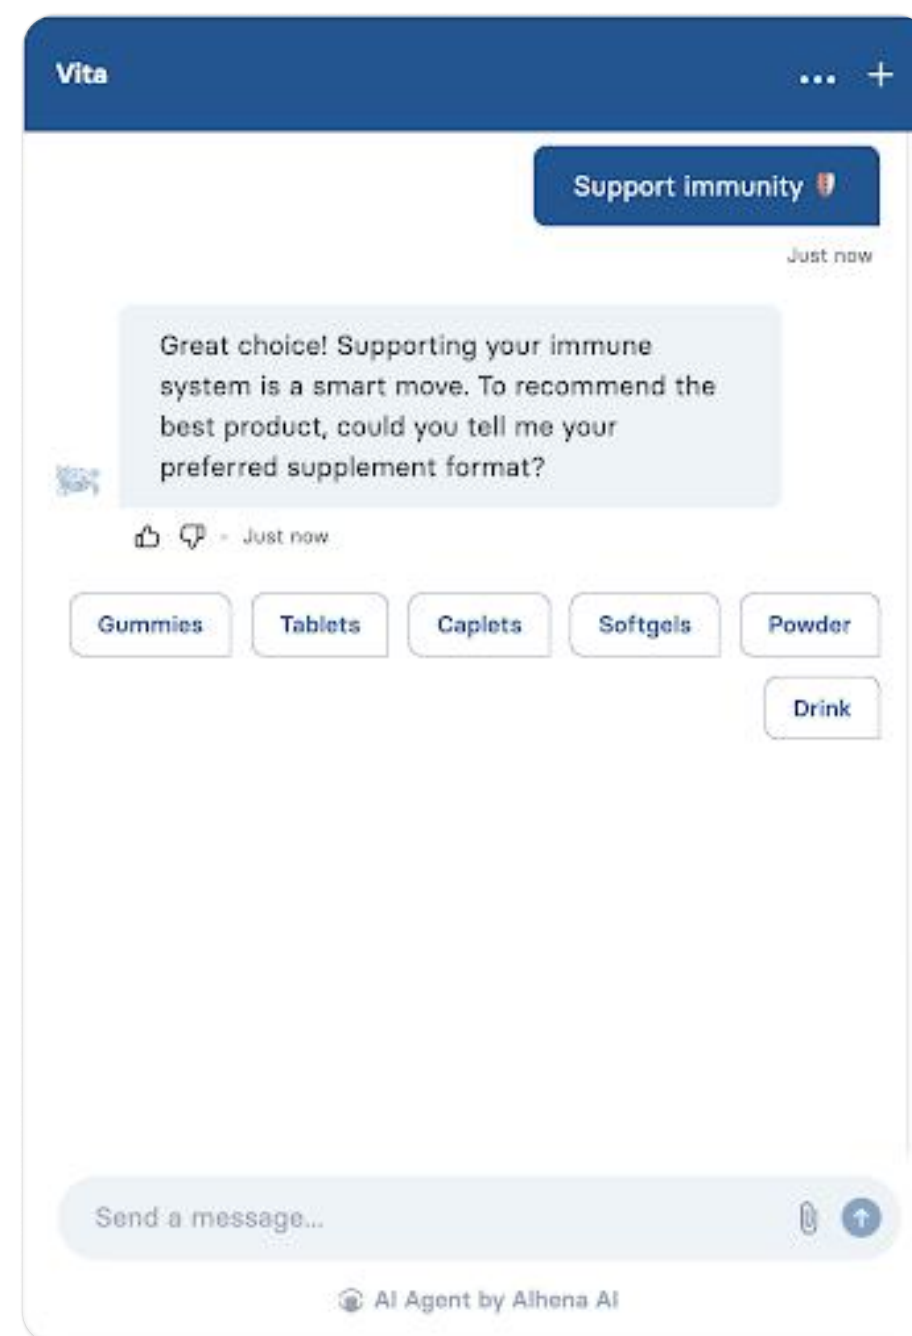 Vita
Support immunity
Just now
Great choice! Supporting your immune
system is a smart move. To recommend the
best product, could you tell me your
preferred supplement format?
Just now
Gummies Tablets Caplets Softgels Powder
Drink
Send a message...
AI Agent by Alhena AI